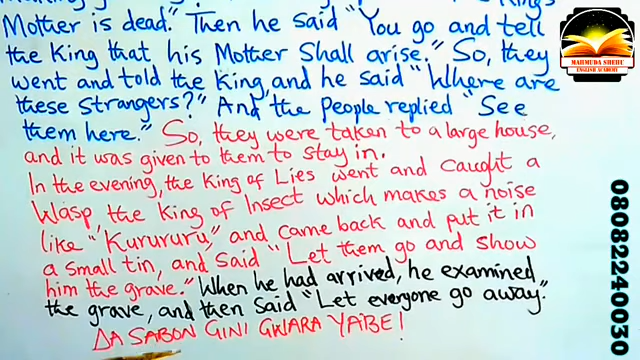 Mother is dead." Then he said "You go and tell
the King that his Mother Shall arise." So, they
went and told the King, and he said "Where are
these Strangers?" And the people replied "See
them here." So, they were taken to a large house,
and it was given to them to stay in.
In the evening, the King of Lies went and caught a
Wasp, the King of Insect which makes a noise
like "Kurururu," and came back and put it in
a small tin, and said "Let them go and show
him the grave." When he had arrived, he examined
the grave, and then said "Let everyone go away."
DA SABON GINI GWARA YABE!
MAHMUDA SHEHU
ENGLISH ACADEMY
08082240030